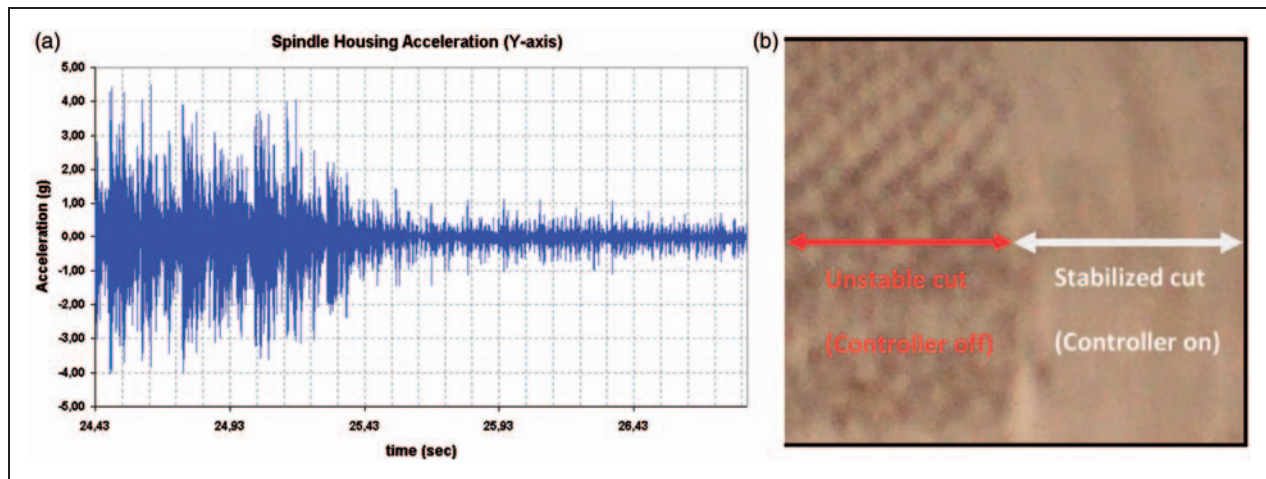 (a)
Spindle Housing Acceleration (Y-axis)
5,00
4,00
3,00
2,00
1,00
0,00
-1,00
-2,00
-3,00
-4,00
-5,00
Acceleration (g)
24,43
24,93
25,43
25,93
26,43
time (sec)
(b)
Unstable cut
(Controller off)
Stabilized cut
(Controller on)